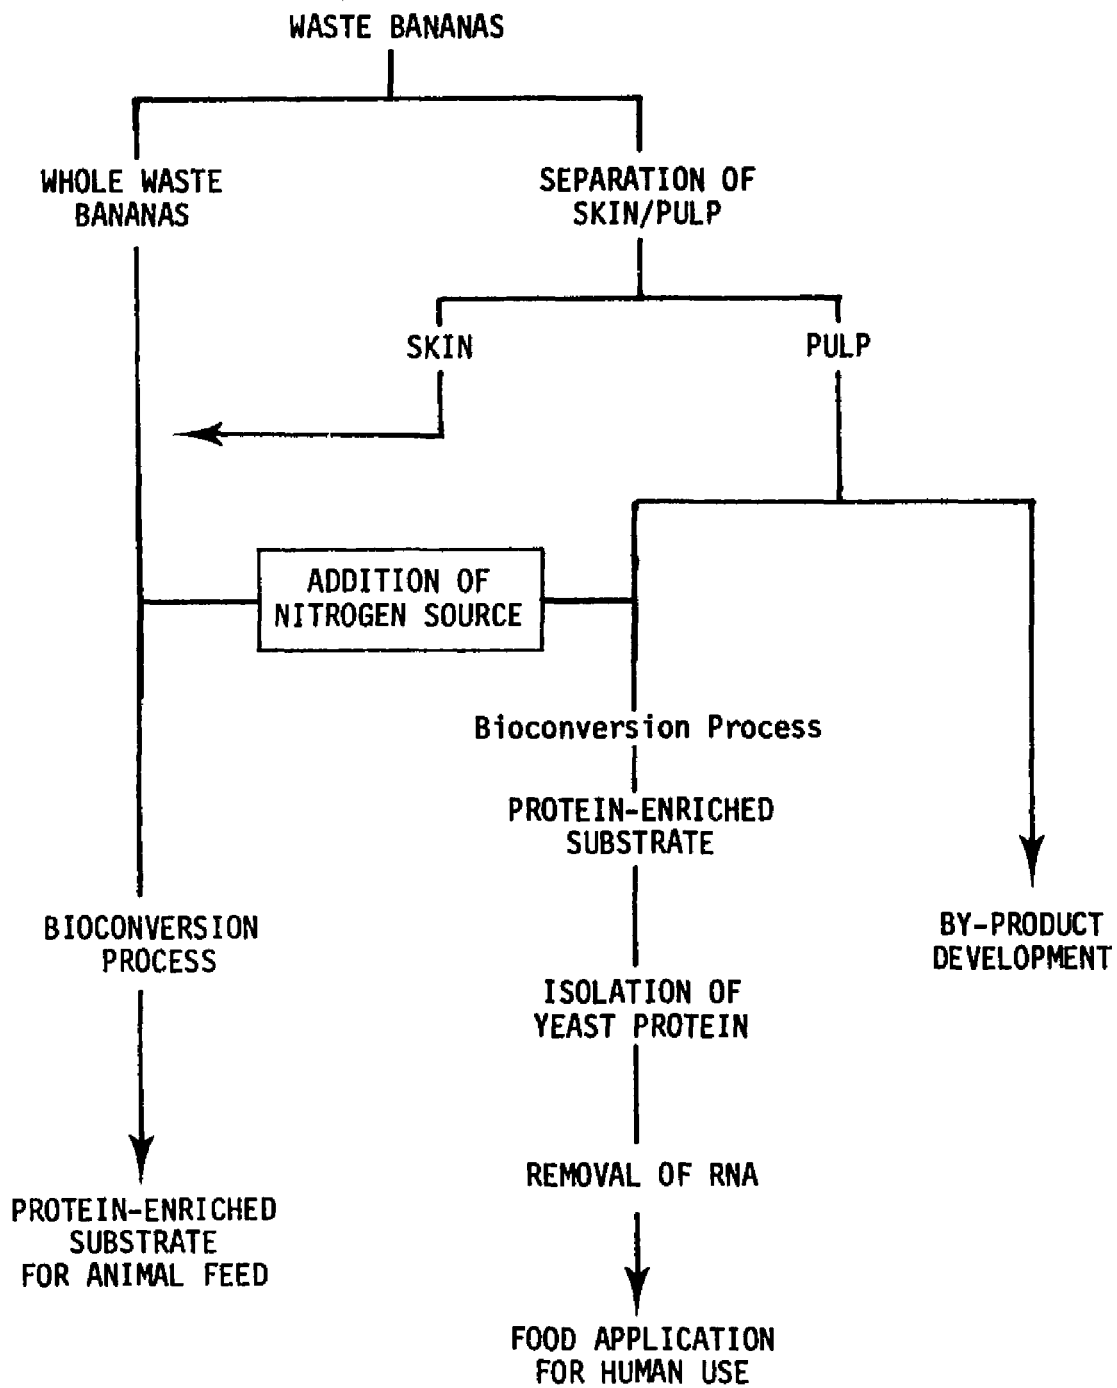 WASTE BANANAS
WHOLE WASTE
BANANAS
SEPARATION OF
SKIN/PULP
SKIN
PULP
ADDITION OF
NITROGEN SOURCE
Bioconversion Process
PROTEIN-ENRICHED
SUBSTRATE
BIOCONVERSION
PROCESS
BY-PRODUCT
DEVELOPMENT
ISOLATION OF
YEAST PROTEIN
REMOVAL OF RNA
PROTEIN-ENRICHED
SUBSTRATE
FOR ANIMAL FEED
FOOD APPLICATION
FOR HUMAN USE